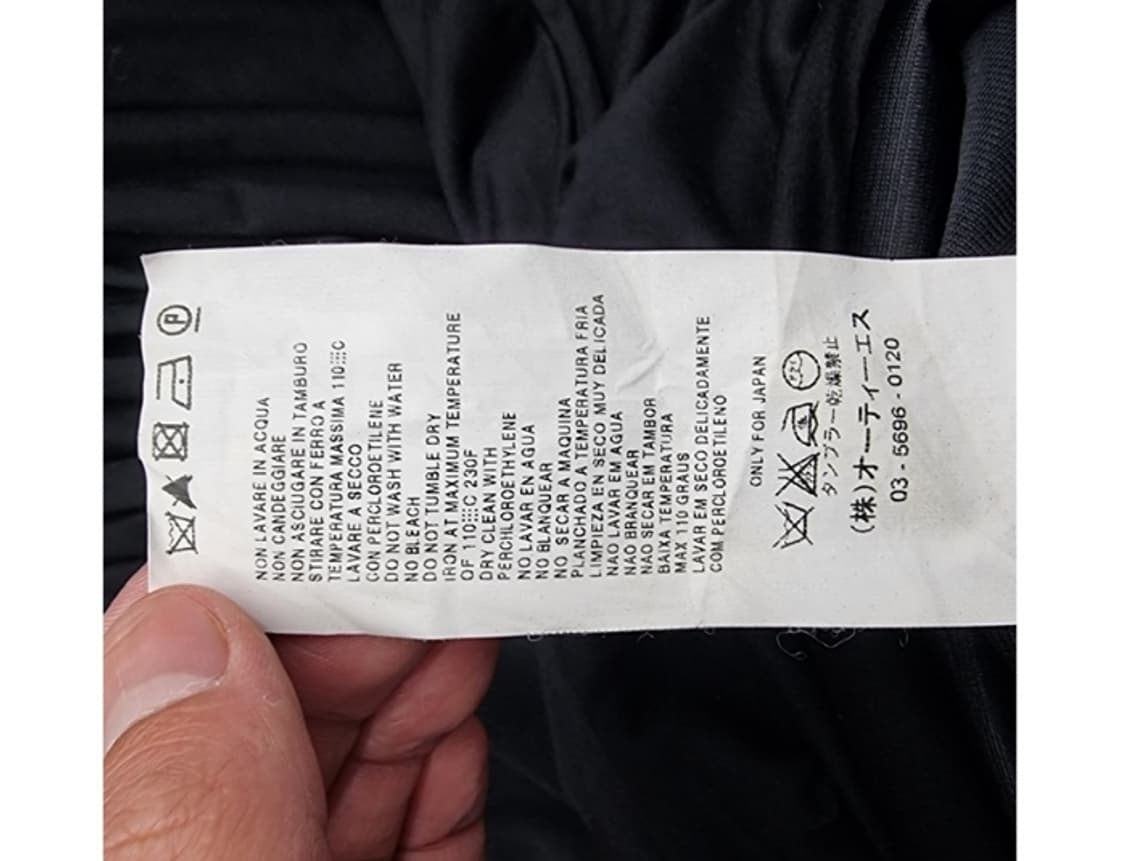 P
NON LAVARE IN ACQUA
NON CANDEGGIARE
NON ASCIUGARE IN TAMBURO
STIRARE CON FERRO A
TEMPERATURA MASSIMA 110 C
LAVARE A SECCO
CON PERCLOROETILENE
DO NOT WASH WITH WATER
NO BLEACH
DO NOT TUMBLE DRY
IRON AT MAXIMUM TEMPERATURE
OF 110 C 230F
DRY CLEAN WITH
PERCHLOROETHYLENE
NO LAVAR EN AGUA
NO BLANQUEAR
NO SECAR A MAQUINA
PLANCHADO A TEMPERATURA FRIA
LIMPIEZA EN SECO MUY DELICADA
NAO LAVAR EM AGUA
NAO BRANQUEAR
NAO SECAR EM TAMBOR
BAIXA TEMPERATURA
MAX 110 GRAUS
LAVAR EM SECO DELICADAMENTE
COM PERCLOROETILENO
ONLY FOR JAPAN
タンブラー乾燥禁止
(株)オーティーエス
03 - 5696 - 0120